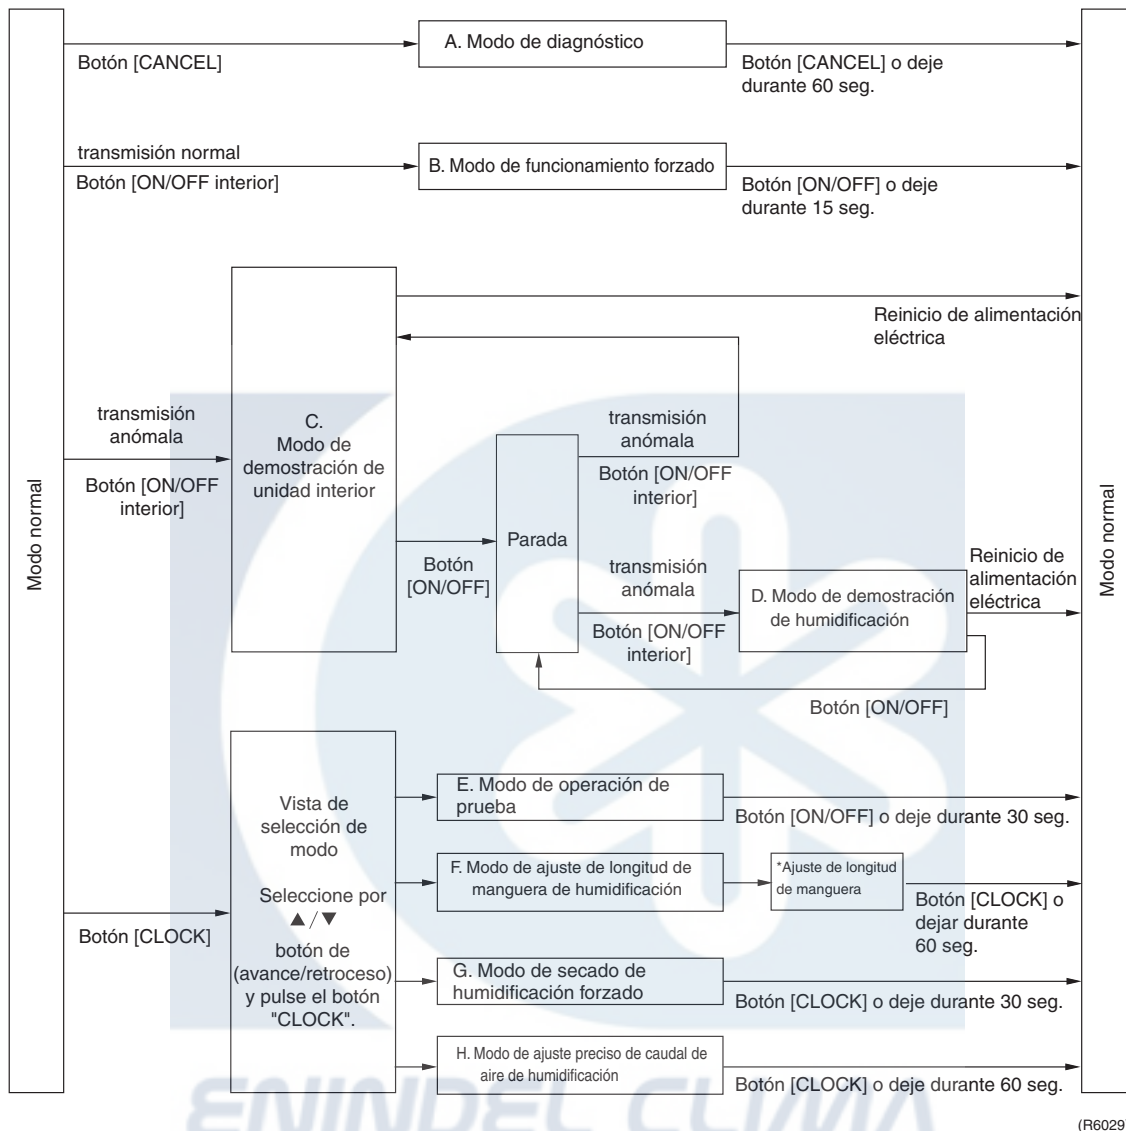 Modo normal
Botón [CANCEL]
A. Modo de diagnóstico
Botón [CANCEL] o deje
durante 60 seg.
transmisión normal
Botón [ON/OFF interior]
B. Modo de funcionamiento forzado
Botón [ON/OFF] o deje
durante 15 seg.
Reinicio de alimentación
eléctrica
transmisión
anómala
Botón [ON/OFF
interior]
C.
Modo de
demostración de
unidad interior
Botón
[ON/OFF]
Parada
transmisión
anómala
Botón [ON/OFF
interior]
transmisión
anómala
Botón [ON/OFF
interior]
D. Modo de demostración
de humidificación
Reinicio de
alimentación
eléctrica
Botón [ON/OFF]
Modo normal
Botón [CLOCK]
Vista de
selección de
modo
Seleccione por
▲/▼
botón de
(avance/retroceso)
y pulse el botón
"CLOCK".
E. Modo de operación de
prueba
Botón [ON/OFF] o deje durante 30 seg.
F. Modo de ajuste de longitud de
manguera de humidificación
*Ajuste de longitud
de manguera
Botón [CLOCK] o
dejar durante
60 seg.
G. Modo de secado de
humidificación forzado
Botón [CLOCK] o deje durante 30 seg.
H. Modo de ajuste preciso de caudal de
aire de humidificación
Botón [CLOCK] o deje durante 60 seg.
ENINDEL CLIMA
(R6029)